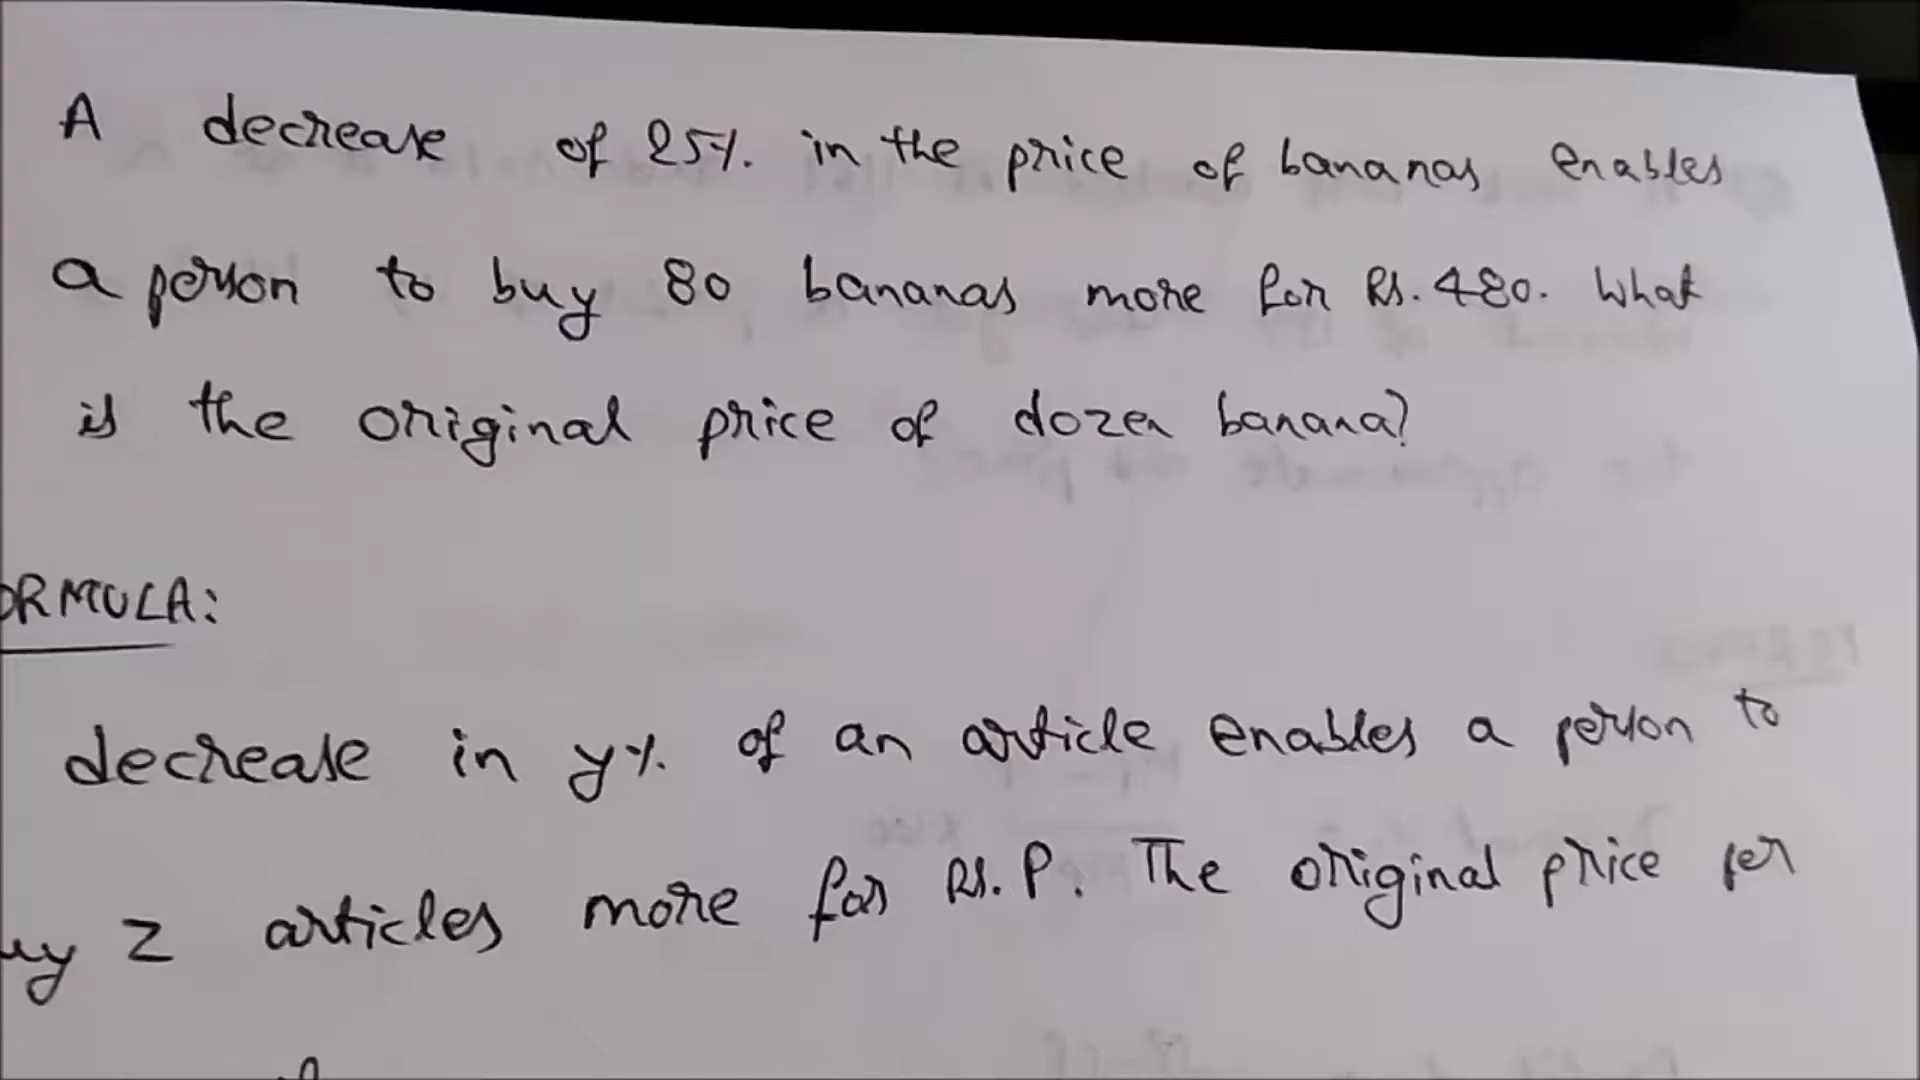 A decrease of 25%. in the price of bananas enables
a person to buy 80 bananas more for Rs. 480. What
is the original price of dozen banana?
ORMULA:
decrease in y%. of an article enables a person to
uy z articles more for Rs. P. The original price per